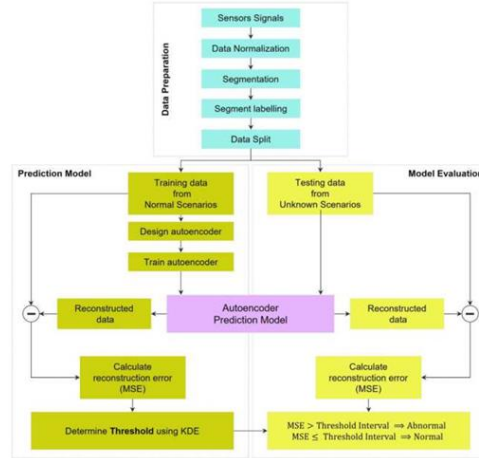 Data Preparation
Sensors Signals
Data Normalization
Segmentation
Segment labelling
Data Split
Prediction Model
Training data
from
Normal Scenarios
Design autoencoder
Train autoencoder
Model Evaluation
Testing data
from
Unknown Scenarios
Reconstructed
data
Autoencoder
Prediction Model
Reconstructed
data
Calculate
reconstruction error
(MSE)
Calculate
reconstruction error
(MSE)
Determine Threshold using KDE
MSE > Threshold Interval ⟹ Abnormal
MSE ≤ Threshold Interval ⟹ Normal